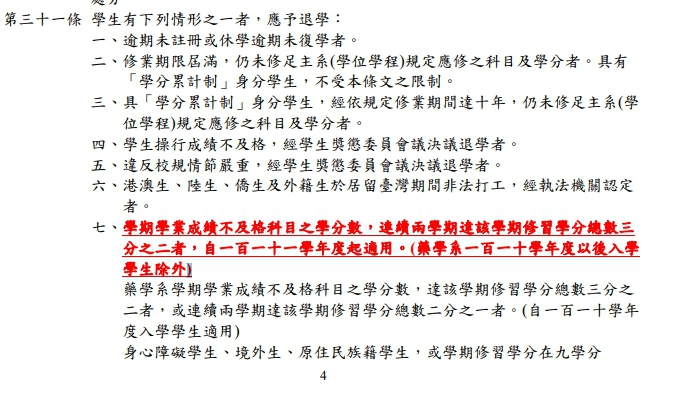 第三十一條 學生有下列情形之一者，應予退學：
一、逾期未註冊或休學逾期未復學者。
二、修業期限屆滿，仍未修足主系(學位學程)規定應修之科目及學分者。具有
「學分累計制」身分學生，不受本條文之限制。
三、具「學分累計制」身分學生，經依規定修業期間達十年，仍未修足主系(學
位學程)規定應修之科目及學分者。
四、學生操行成績不及格，經學生獎懲委員會議決議退學者。
五、違反校規情節嚴重，經學生獎懲委員會議決議退學者。
六、港澳生、陸生、僑生及外籍生於居留臺灣期間非法打工，經執法機關認定
者。
七、學期學業成績不及格科目之學分數，連續兩學期達該學期修習學分總數三
分之二者，自一百一十一學年度起適用。(藥學系一百一十學年度以後入學
學生除外)
藥學系學期學業成績不及格科目之學分數，達該學期修習學分總數三分之
二者，或連續兩學期達該學期修習學分總數二分之一者。(自一百一十學年
度入學學生適用)
身心障礙學生、境外生、原住民族籍學生，或學期修習學分在九學分
4